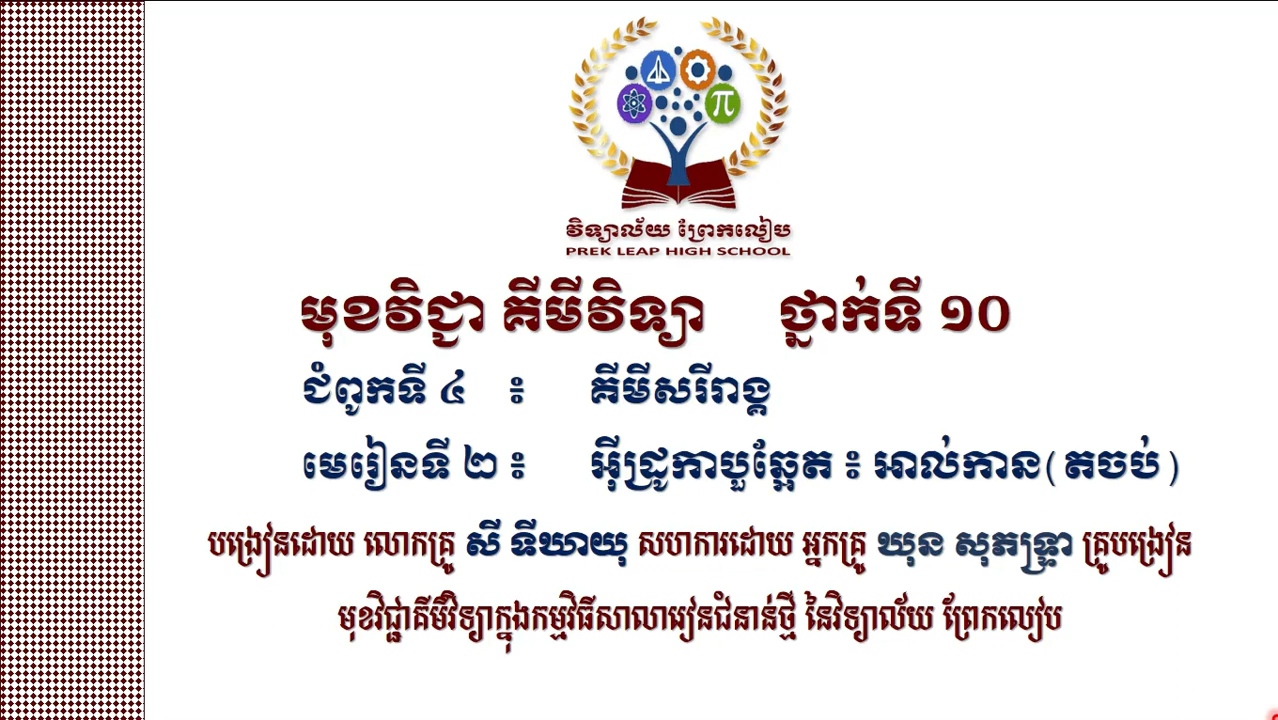 វិទ្យាល័យ ព្រែកលៀប
PREK LEAP HIGH SCHOOL
មុខវិជ្ជា គីមីវិទ្យា ថ្នាក់ទី ១០
ជំពូកទី ៤ ៖ គីមីសរីរាង្គ
មេរៀនទី ២ ៖ អ៊ីដ្រូកាបួឆ្អែត ៖ អាល់កាន(តចប់)
បង្រៀនដោយ លោកគ្រូ សី ទីឃាយុ សហការដោយ អ្នកគ្រូ ឃុន សុភទ្ទ្រា គ្រូបង្រៀន
មុខវិជ្ជាគីមីវិទ្យាក្នុងកម្មវិធីសាលារៀនជំនាន់ថ្មី នៃវិទ្យាល័យ ព្រែកលៀប